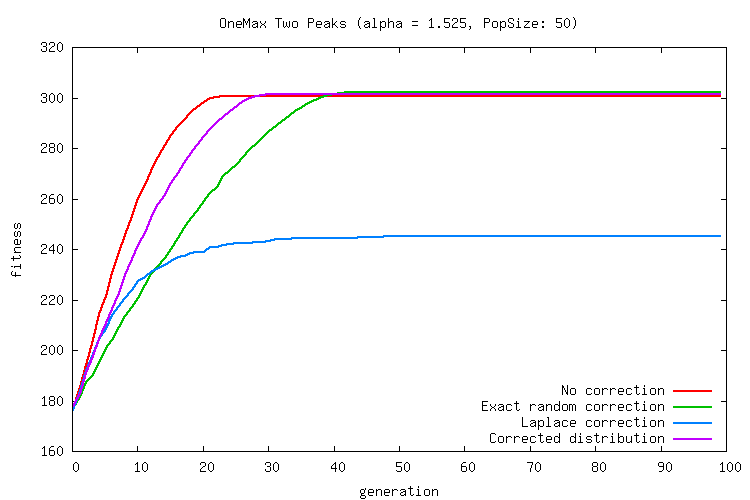 OneMax Two Peaks (alpha = 1.525, PopSize: 50)
320
300
280
260
240
220
200
180
160
fitness
No correction
Exact random correction
Laplace correction
Corrected distribution
0 10 20 30 40 50 60 70 80 90 100
generation